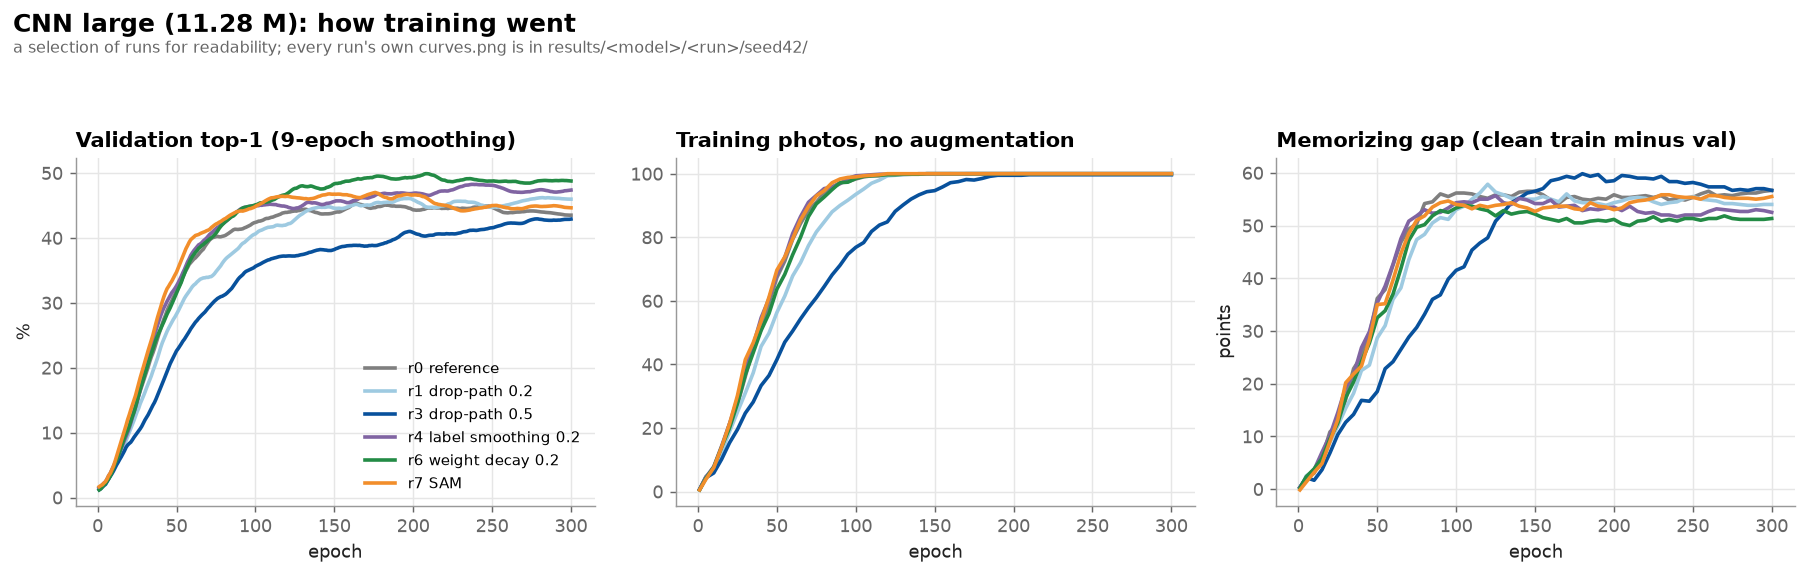 CNN large (11.28 M): how training went
a selection of runs for readability; every run's own curves.png is in results/<model>/<run>/seed42/
Validation top-1 (9-epoch smoothing)
50
40
30
20
10
0
%
0 50 100 150 200 250 300
epoch
r0 reference
r1 drop-path 0.2
r3 drop-path 0.5
r4 label smoothing 0.2
r6 weight decay 0.2
r7 SAM
Training photos, no augmentation
100
80
60
40
20
0
0 50 100 150 200 250 300
epoch
Memorizing gap (clean train minus val)
60
50
40
30
20
10
0
points
0 50 100 150 200 250 300
epoch